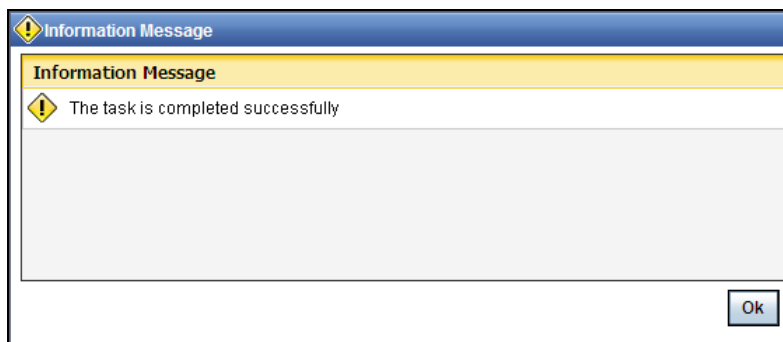 Information Message
Information Message
The task is completed successfully
Ok